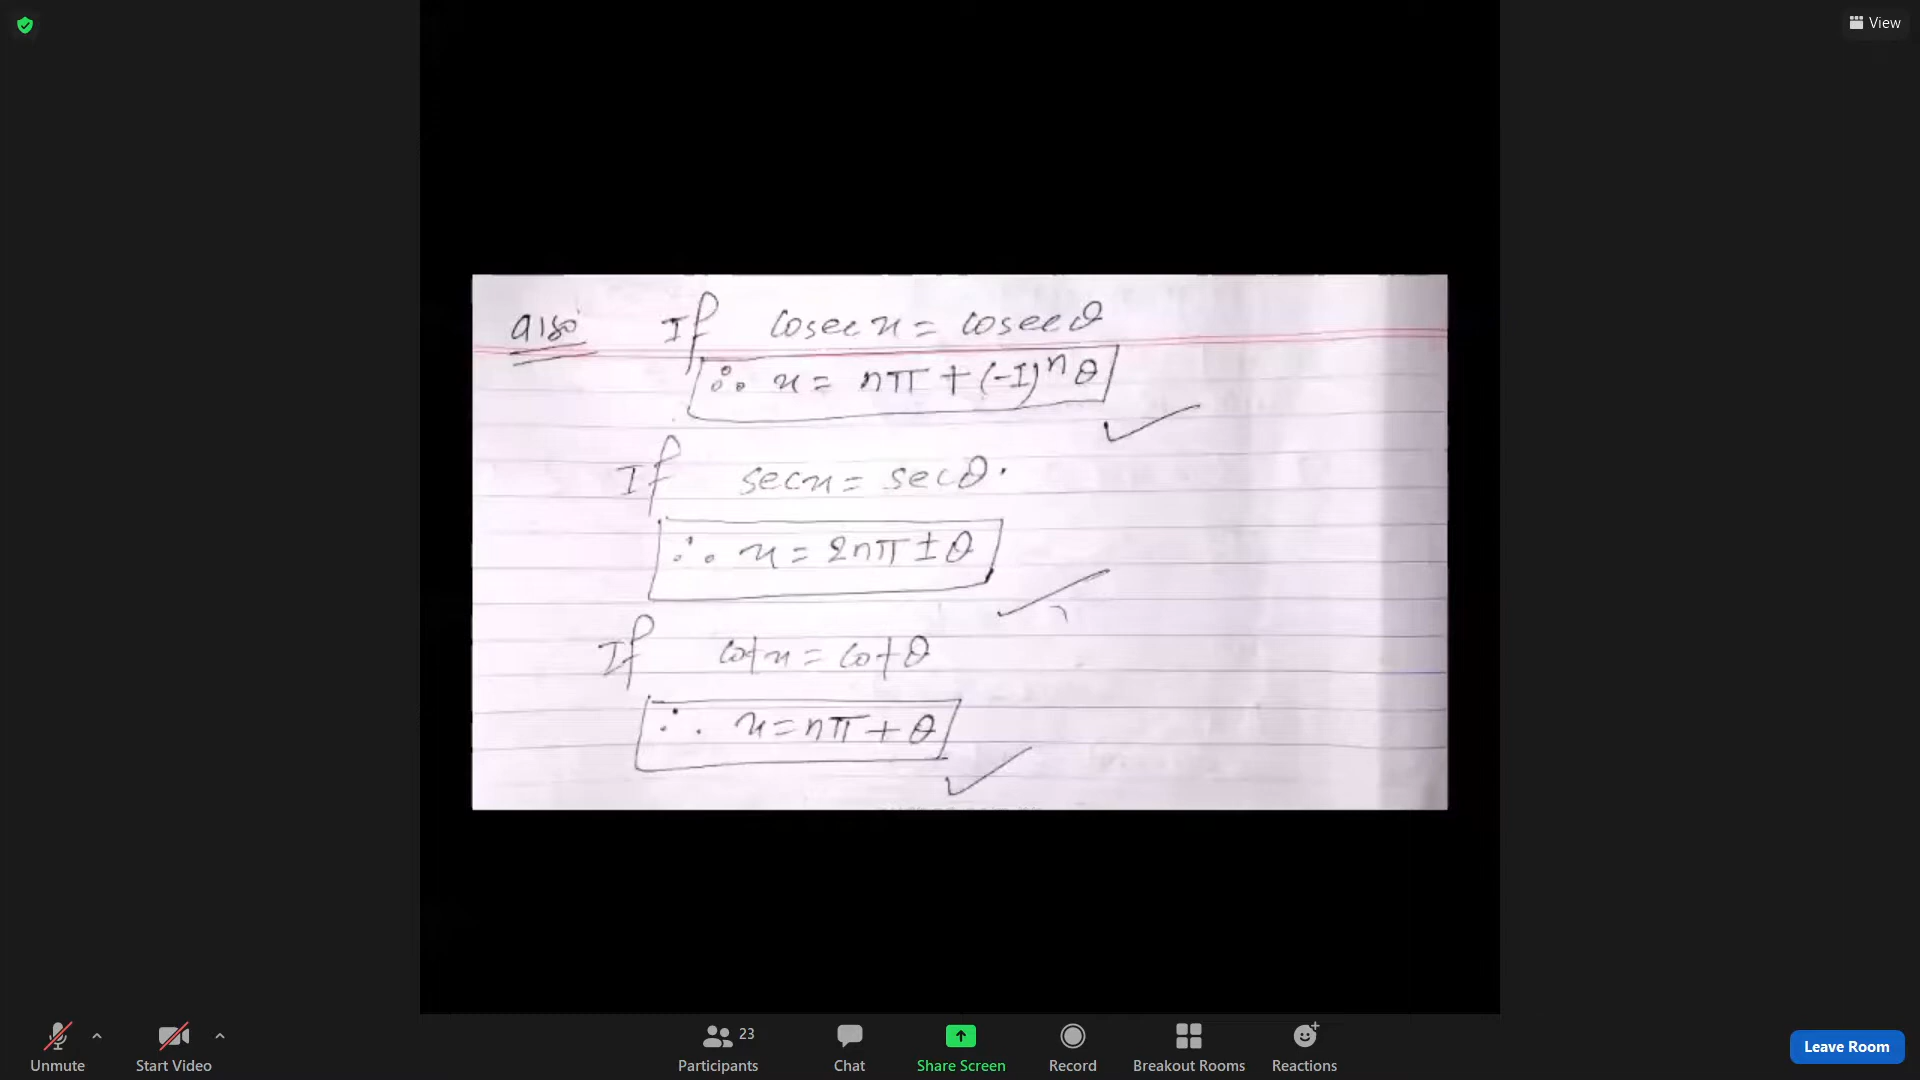 View
also If cosec x = cosec θ
∴ x = nπ + (-1)ⁿ θ
If sec x = sec θ.
∴ x = 2nπ ± θ
If cot x = cot θ
∴ x = nπ + θ
Unmute
Start Video
Participants 23
Chat
Share Screen
Record
Breakout Rooms
Reactions
Leave Room